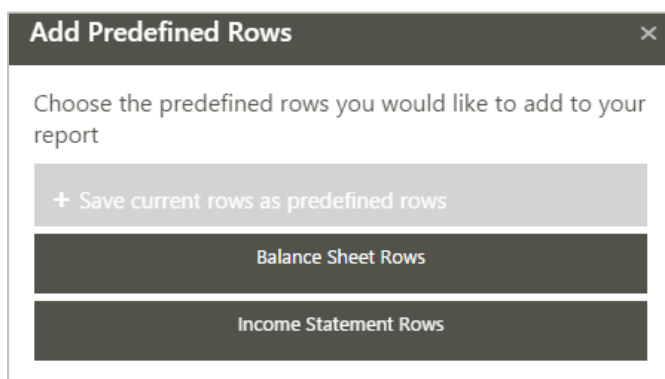 Add Predefined Rows ×
Choose the predefined rows you would like to add to your
report
+ Save current rows as predefined rows
Balance Sheet Rows
Income Statement Rows